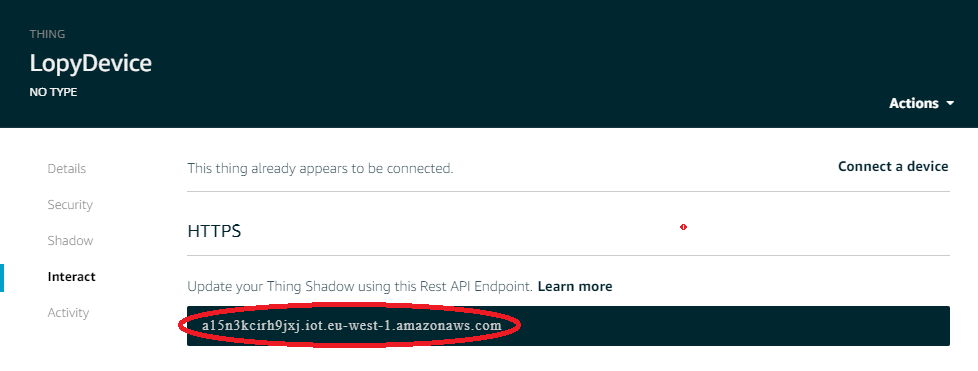 THING
LopyDevice
NO TYPE
Actions
Details
Security
Shadow
Interact
Activity
This thing already appears to be connected.
Connect a device
HTTPS
Update your Thing Shadow using this Rest API Endpoint. Learn more
a15n3kcirh9jxj.iot.eu-west-1.amazonaws.com